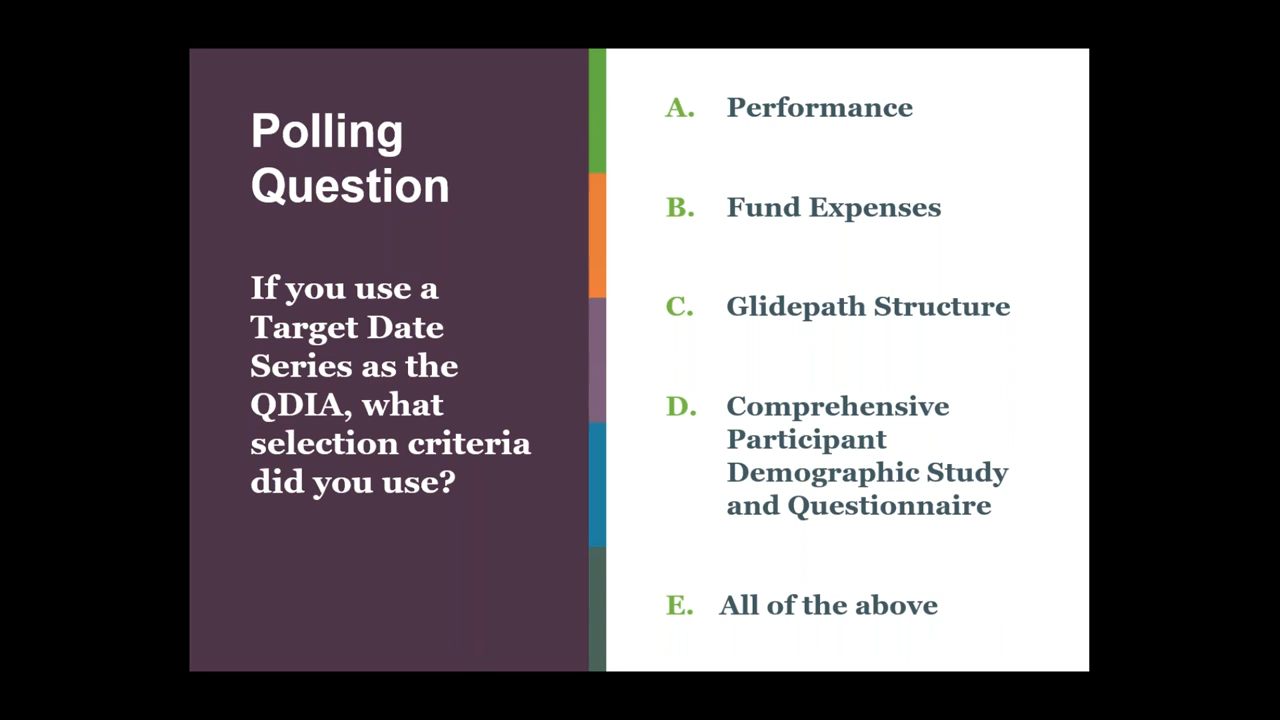 Polling
Question
If you use a
Target Date
Series as the
QDIA, what
selection criteria
did you use?
A. Performance
B. Fund Expenses
C. Glidepath Structure
D. Comprehensive
Participant
Demographic Study
and Questionnaire
E. All of the above